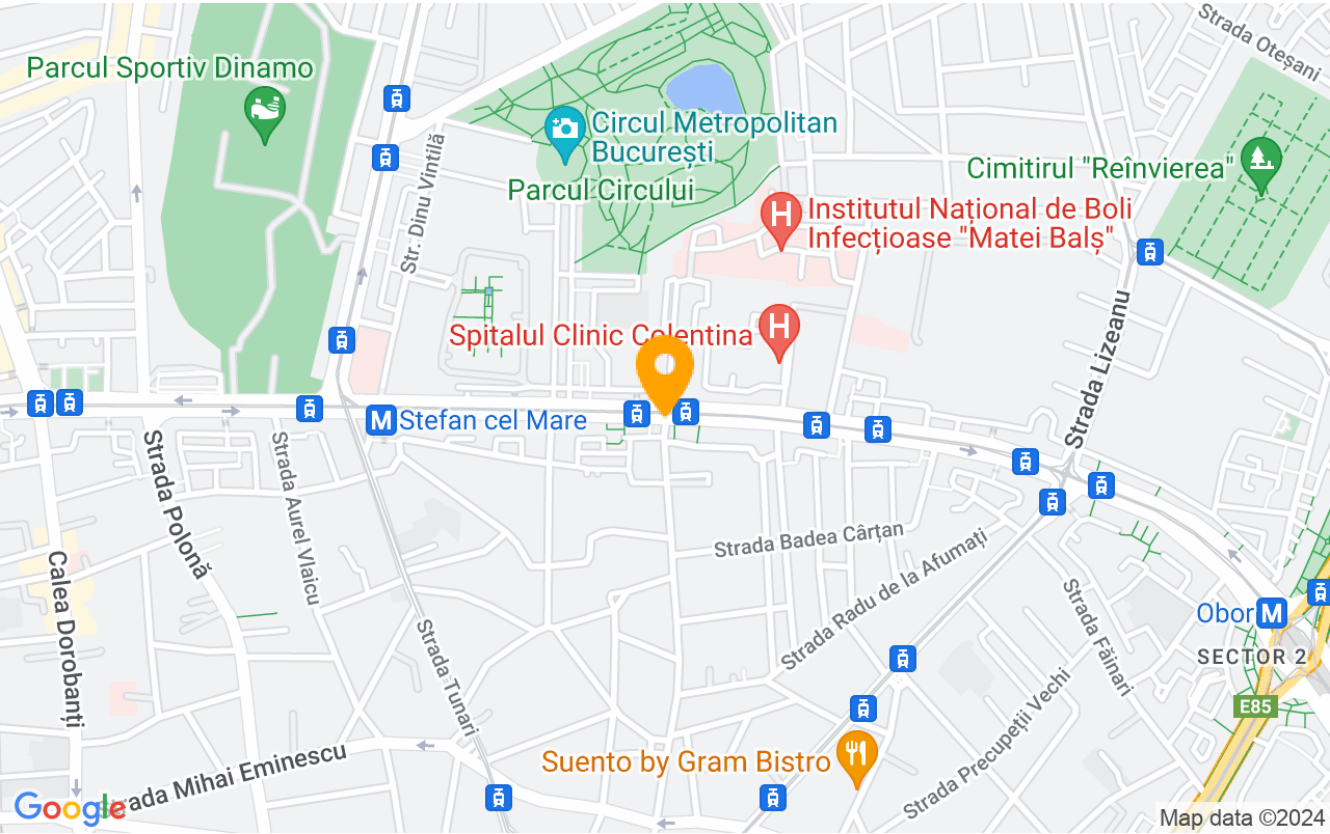 Strada Oteșani
Parcul Sportiv Dinamo
Circul Metropolitan
București
Parcul Circului
Str. Dinu Vintilă
Cimitirul "Reînvierea"
H
Institutul Național de Boli
Infecțioase "Matei Balș"
H
Spitalul Clinic Colentina
Strada Lizeanu
M
Stefan cel Mare
Strada Polonă
Strada Aurel Vlaicu
Strada Badea Cârțan
Strada Radu de la Afumați
Calea Dorobanți
Strada Tunari
Strada Făinari
Obor
M
SECTOR 2
E85
Strada Precupeții Vechi
Suento by Gram Bistro
Strada Mihai Eminescu
Google
Map data ©2024